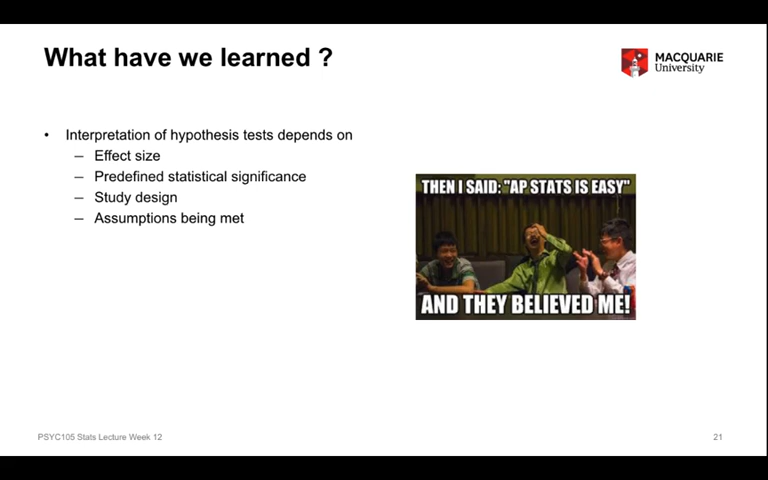 What have we learned ?
MACQUARIE
University
• Interpretation of hypothesis tests depends on
– Effect size
– Predefined statistical significance
– Study design
– Assumptions being met
THEN I SAID: "AP STATS IS EASY"
AND THEY BELIEVED ME!
PSYC105 Stats Lecture Week 12
21